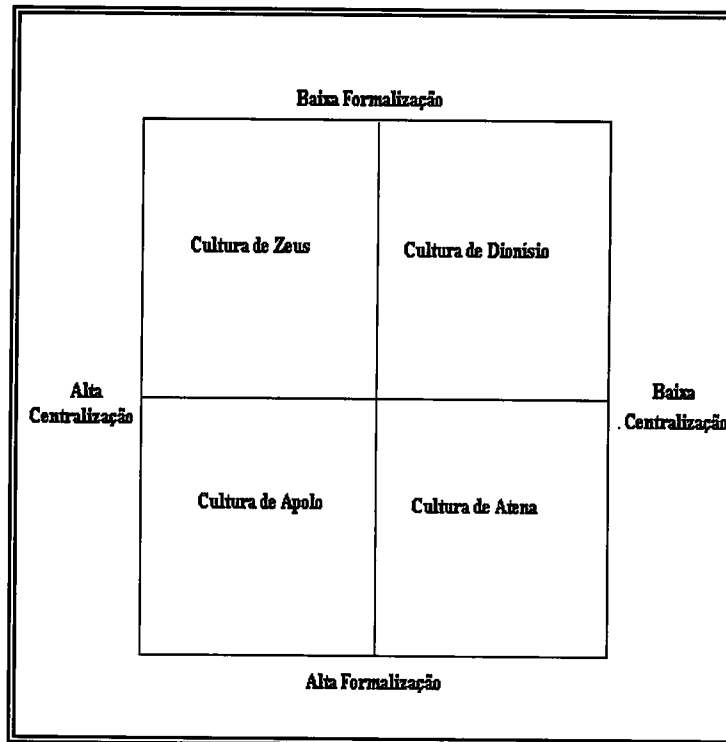 Baixa Formalização
Cultura de Zeus
Cultura de Dionísio
Alta
Centralização
Baixa
. Centralização
Cultura de Apolo
Cultura de Atena
Alta Formalização